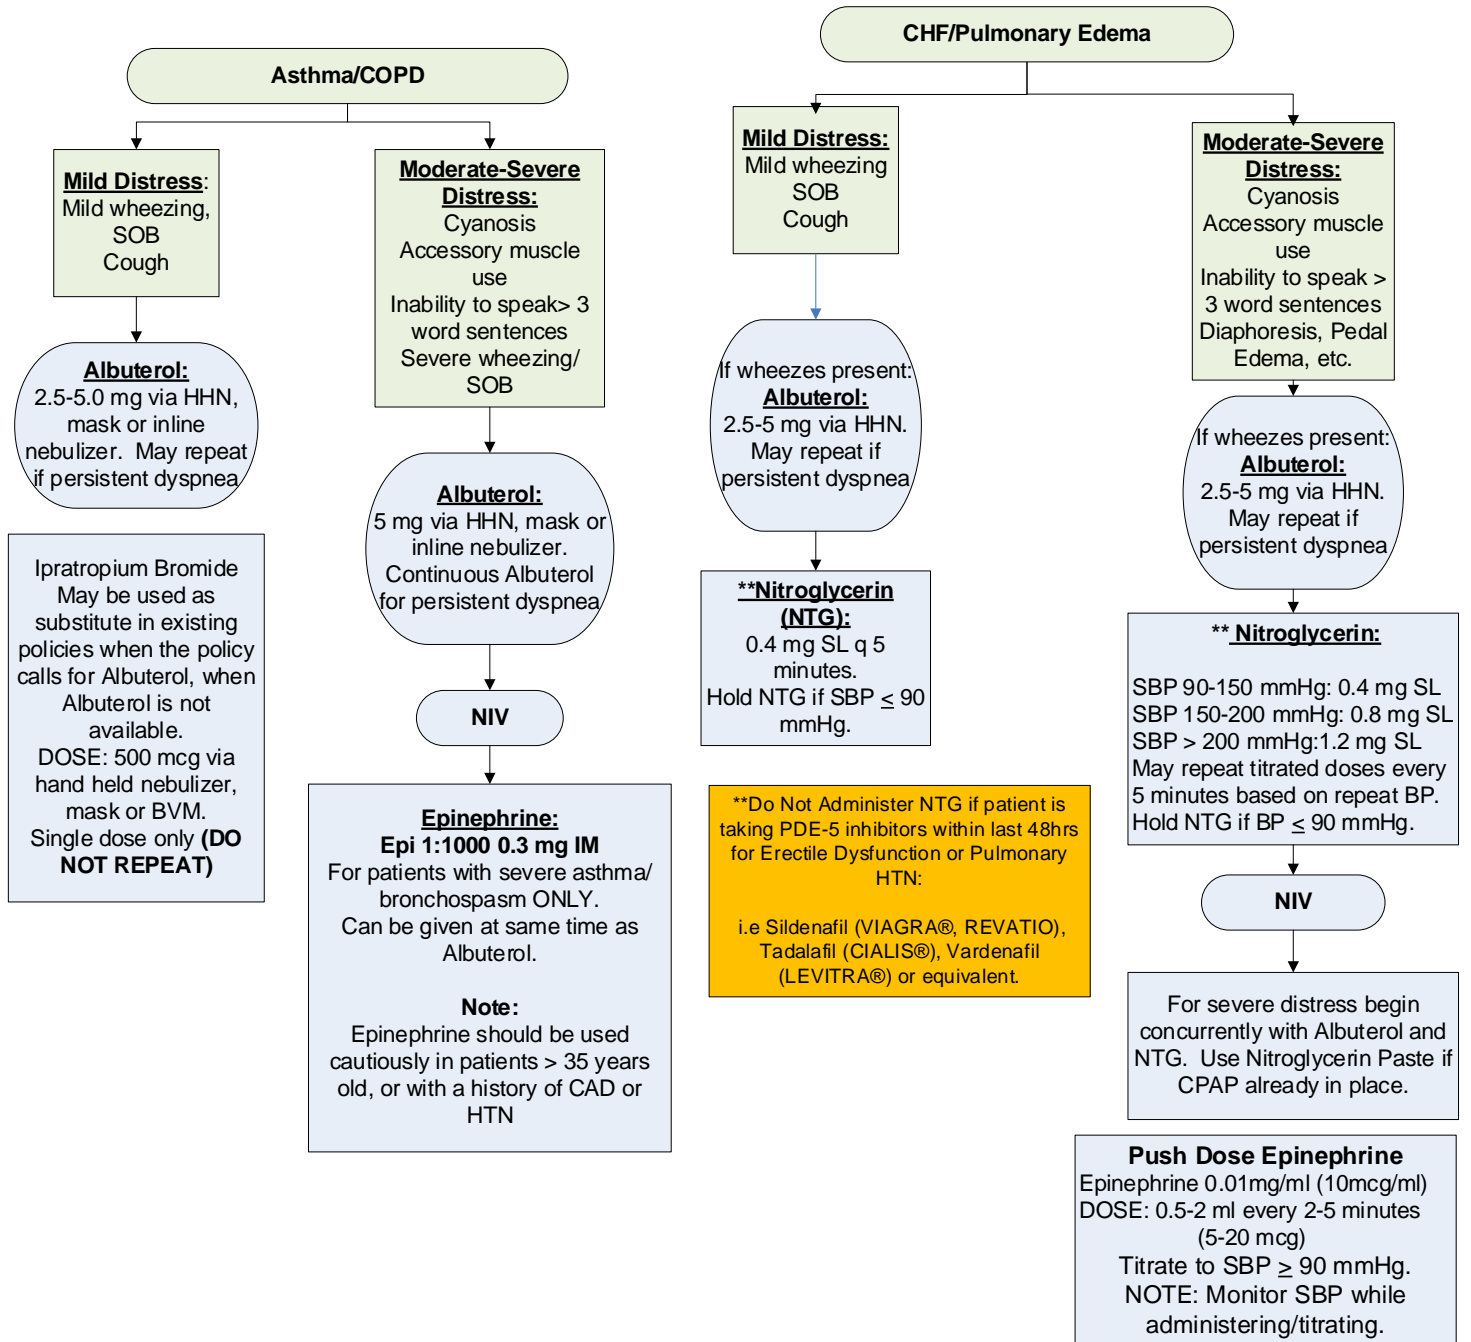 Asthma/COPD
Mild Distress:
Mild wheezing,
SOB
Cough
Albuterol:
2.5-5.0 mg via HHN,
mask or inline
nebulizer. May repeat
if persistent dyspnea
Ipratropium Bromide
May be used as
substitute in existing
policies when the policy
calls for Albuterol, when
Albuterol is not
available.
DOSE: 500 mcg via
hand held nebulizer,
mask or BVM.
Single dose only (DO
NOT REPEAT)
Moderate-Severe
Distress:
Cyanosis
Accessory muscle
use
Inability to speak> 3
word sentences
Severe wheezing/
SOB
Albuterol:
5 mg via HHN, mask or
inline nebulizer.
Continuous Albuterol
for persistent dyspnea
NIV
Epinephrine:
Epi 1:1000 0.3 mg IM
For patients with severe asthma/
bronchospasm ONLY.
Can be given at same time as
Albuterol.
Note:
Epinephrine should be used
cautiously in patients > 35 years
old, or with a history of CAD or
HTN
CHF/Pulmonary Edema
Mild Distress:
Mild wheezing
SOB
Cough
If wheezes present:
Albuterol:
2.5-5 mg via HHN.
May repeat if
persistent dyspnea
**Nitroglycerin
(NTG):
0.4 mg SL q 5
minutes.
Hold NTG if SBP ≤ 90
mmHg.
**Do Not Administer NTG if patient is
taking PDE-5 inhibitors within last 48hrs
for Erectile Dysfunction or Pulmonary
HTN:
i.e Sildenafil (VIAGRA®, REVATIO),
Tadalafil (CIALIS®), Vardenafil
(LEVITRA®) or equivalent.
Moderate-Severe
Distress:
Cyanosis
Accessory muscle
use
Inability to speak >
3 word sentences
Diaphoresis, Pedal
Edema, etc.
If wheezes present:
Albuterol:
2.5-5 mg via HHN.
May repeat if
persistent dyspnea
** Nitroglycerin:
SBP 90-150 mmHg: 0.4 mg SL
SBP 150-200 mmHg: 0.8 mg SL
SBP > 200 mmHg:1.2 mg SL
May repeat titrated doses every
5 minutes based on repeat BP.
Hold NTG if BP ≤ 90 mmHg.
NIV
For severe distress begin
concurrently with Albuterol and
NTG. Use Nitroglycerin Paste if
CPAP already in place.
Push Dose Epinephrine
Epinephrine 0.01mg/ml (10mcg/ml)
DOSE: 0.5-2 ml every 2-5 minutes
(5-20 mcg)
Titrate to SBP ≥ 90 mmHg.
NOTE: Monitor SBP while
administering/titrating.